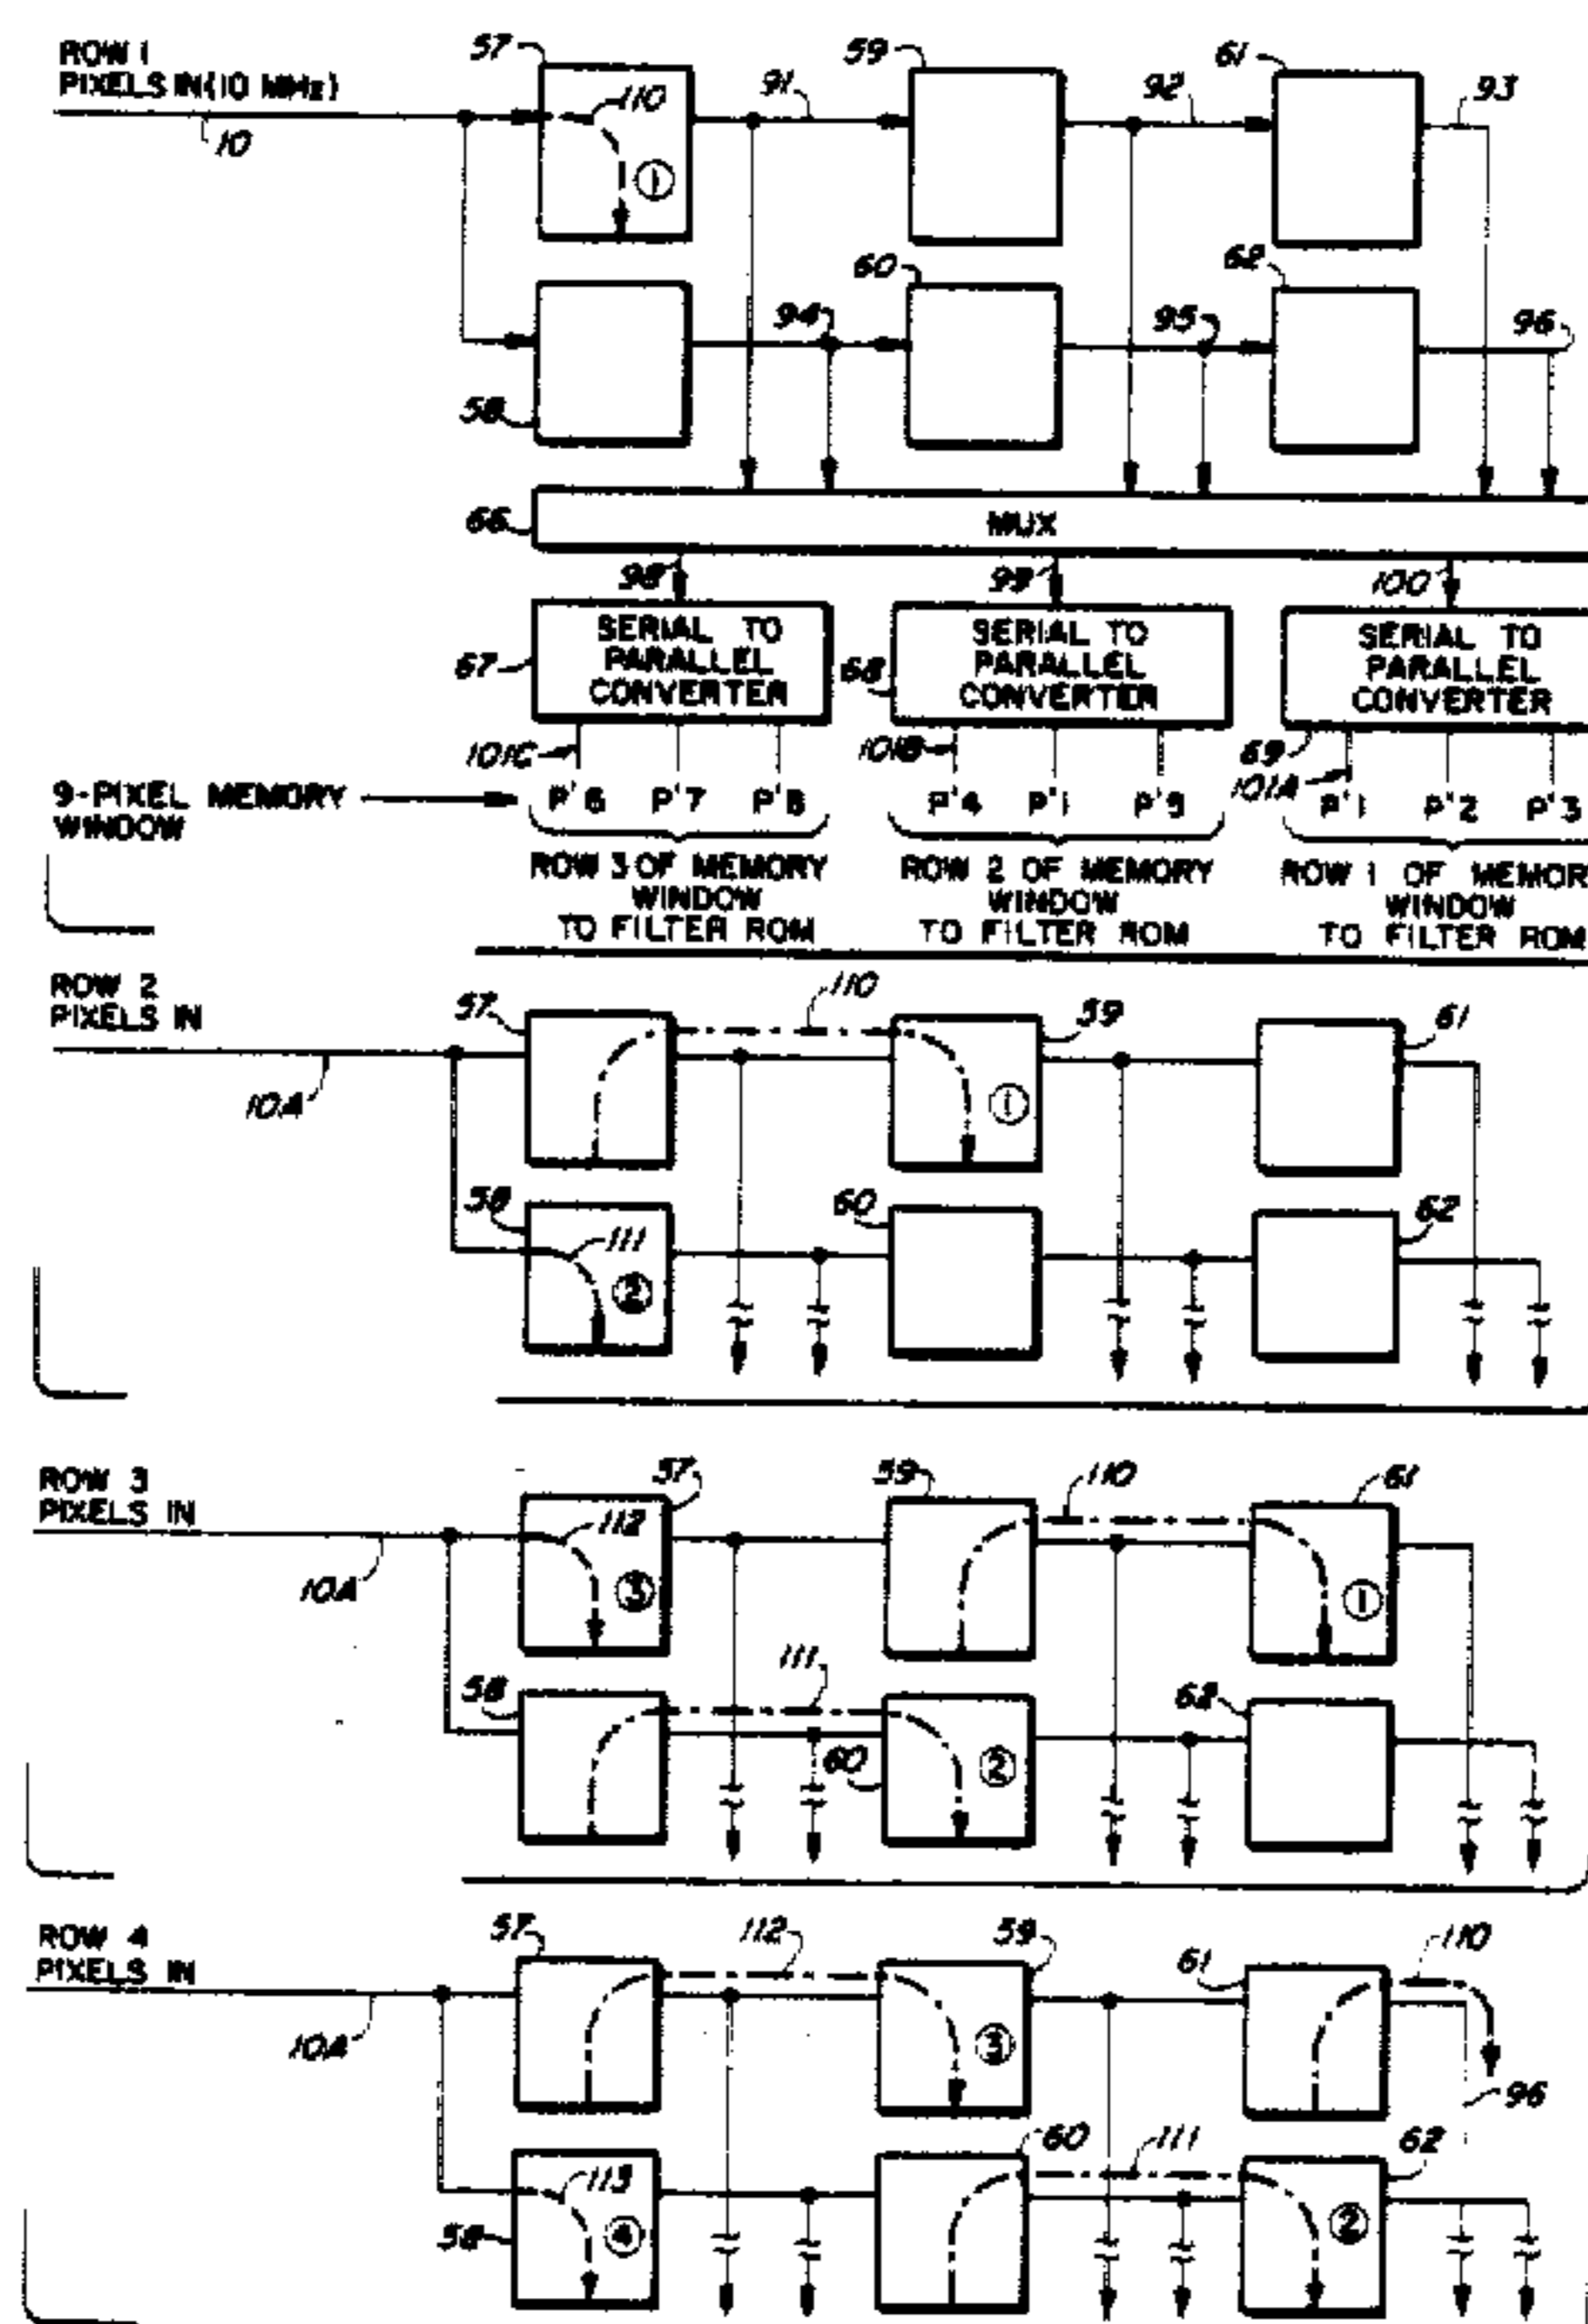 ROW 1
PIXELS IN (10 MHz)
10
57
110
①
91
59
92
61
93
58
94
60
95
62
96
66
MUX
98
99
100
67
SERIAL TO
PARALLEL
CONVERTER
68
SERIAL TO
PARALLEL
CONVERTER
69
SERIAL TO
PARALLEL
CONVERTER
101C
101B
101A
9-PIXEL MEMORY
WINDOW
P'6 P'7 P'8
P'4 P'1 P'5
P'1 P'2 P'3
ROW 3 OF MEMORY
WINDOW
TO FILTER ROM
ROW 2 OF MEMORY
WINDOW
TO FILTER ROM
ROW 1 OF MEMOR
WINDOW
TO FILTER ROM
ROW 2
PIXELS IN
10A
57
110
59
①
61
58
111
②
60
62
ROW 3
PIXELS IN
10A
57
112
③
59
110
61
①
58
111
60
②
62
ROW 4
PIXELS IN
10A
57
112
59
③
61
110
96
58
113
④
60
111
62
②